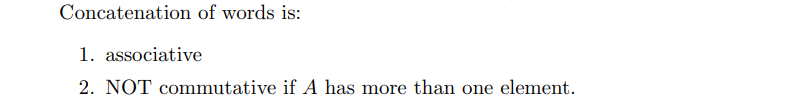 Concatenation of words is:
1. associative
2. NOT commutative if A has more than one element.